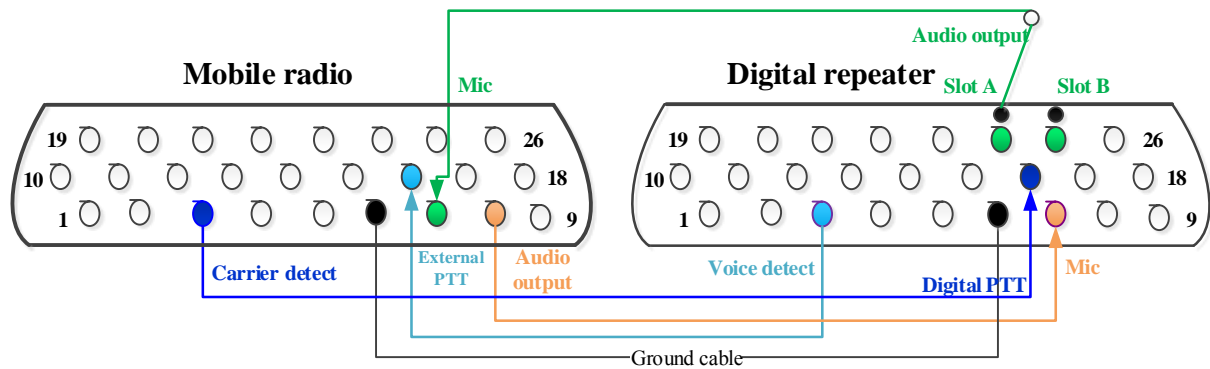 Audio output
Mobile radio
Digital repeater
Mic
Slot A
Slot B
19
26
19
26
10
18
10
18
1
9
1
9
Carrier detect
External
PTT
Audio
output
Voice detect
Digital PTT
Mic
Ground cable